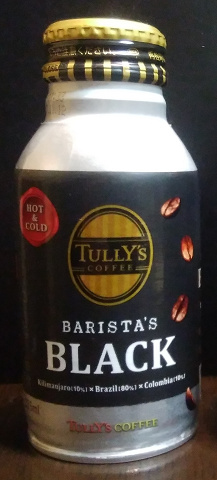 HOT
&
COLD
TULLY'S
COFFEE
BARISTA'S
BLACK
Kilimanjaro(10%) × Brazil(80%) × Colombia(10%)
TULLY'S COFFEE